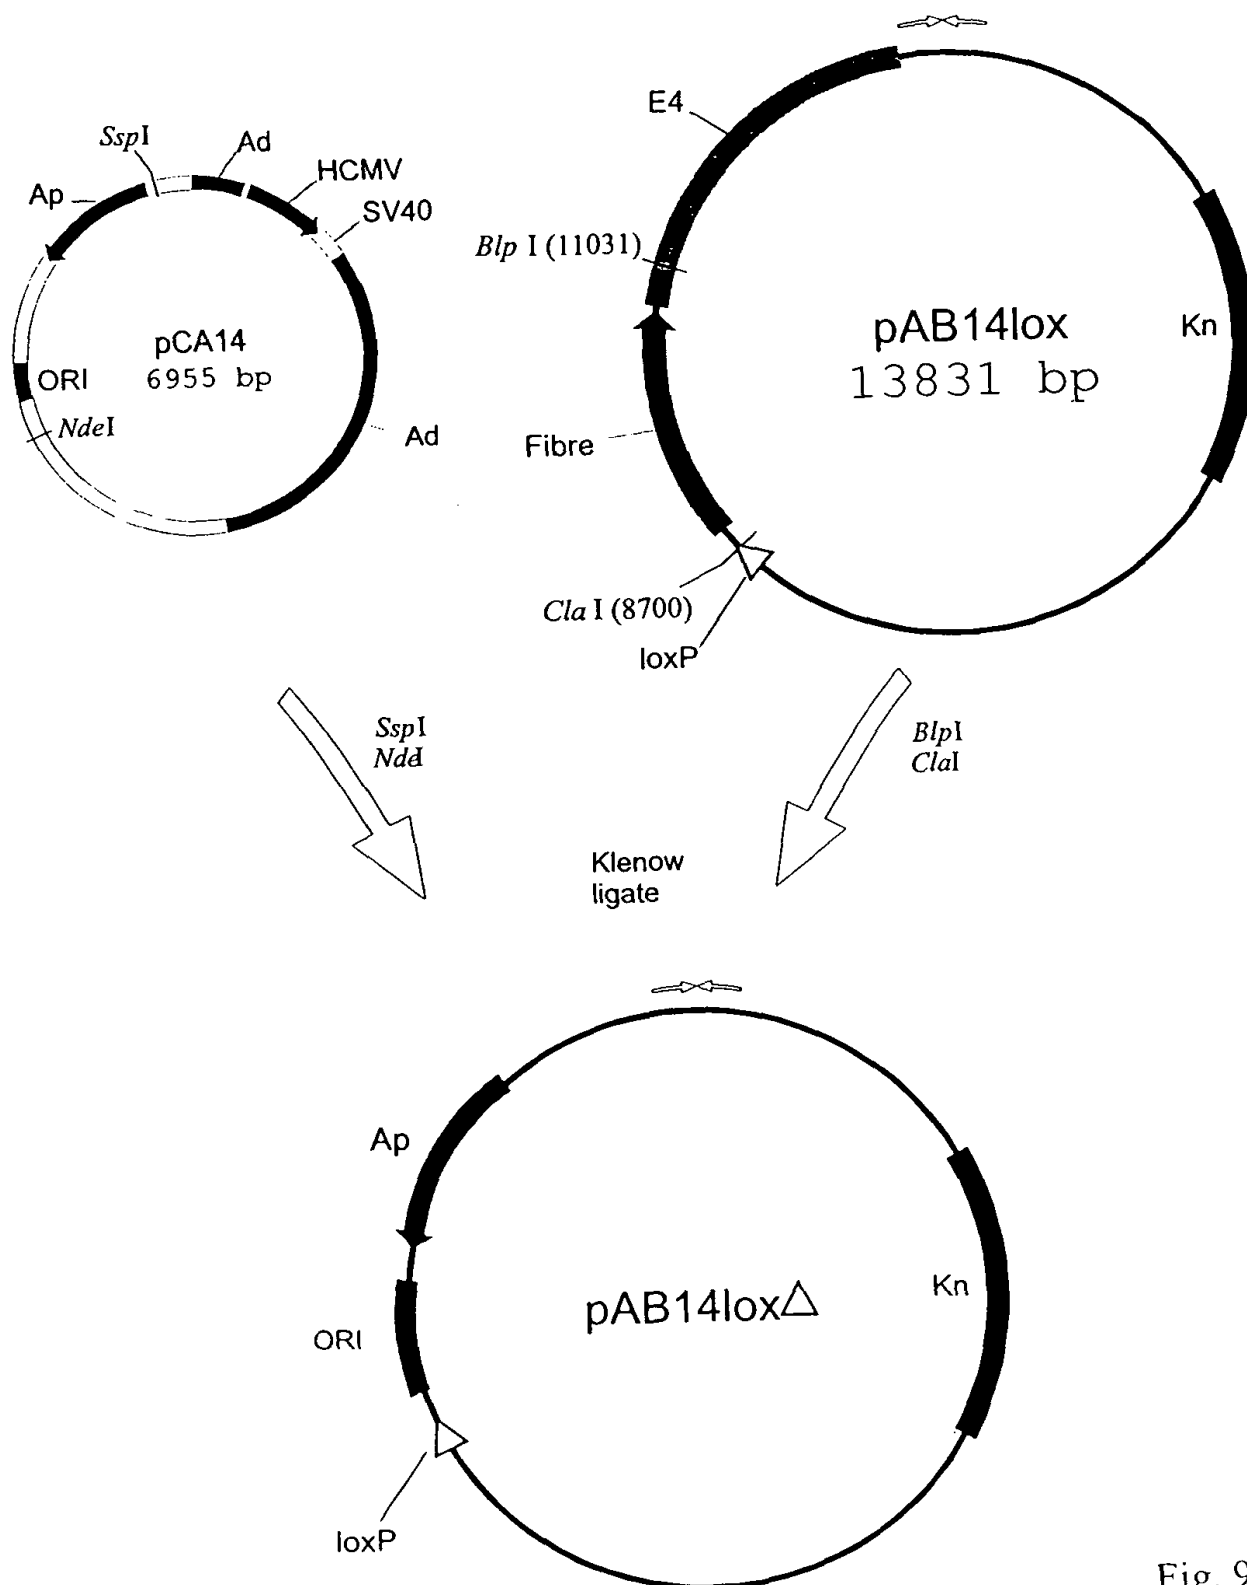 SspI
Ad
HCMV
Ap
SV40
pCA14
6955 bp
ORI
NdeI
Ad
E4
Blp I (11031)
pAB14lox
13831 bp
Kn
Fibre
Cla I (8700)
loxP
SspI
NdeI
BlpI
ClaI
Klenow
ligate
Ap
Kn
pAB14lox△
ORI
loxP
Fig. 9